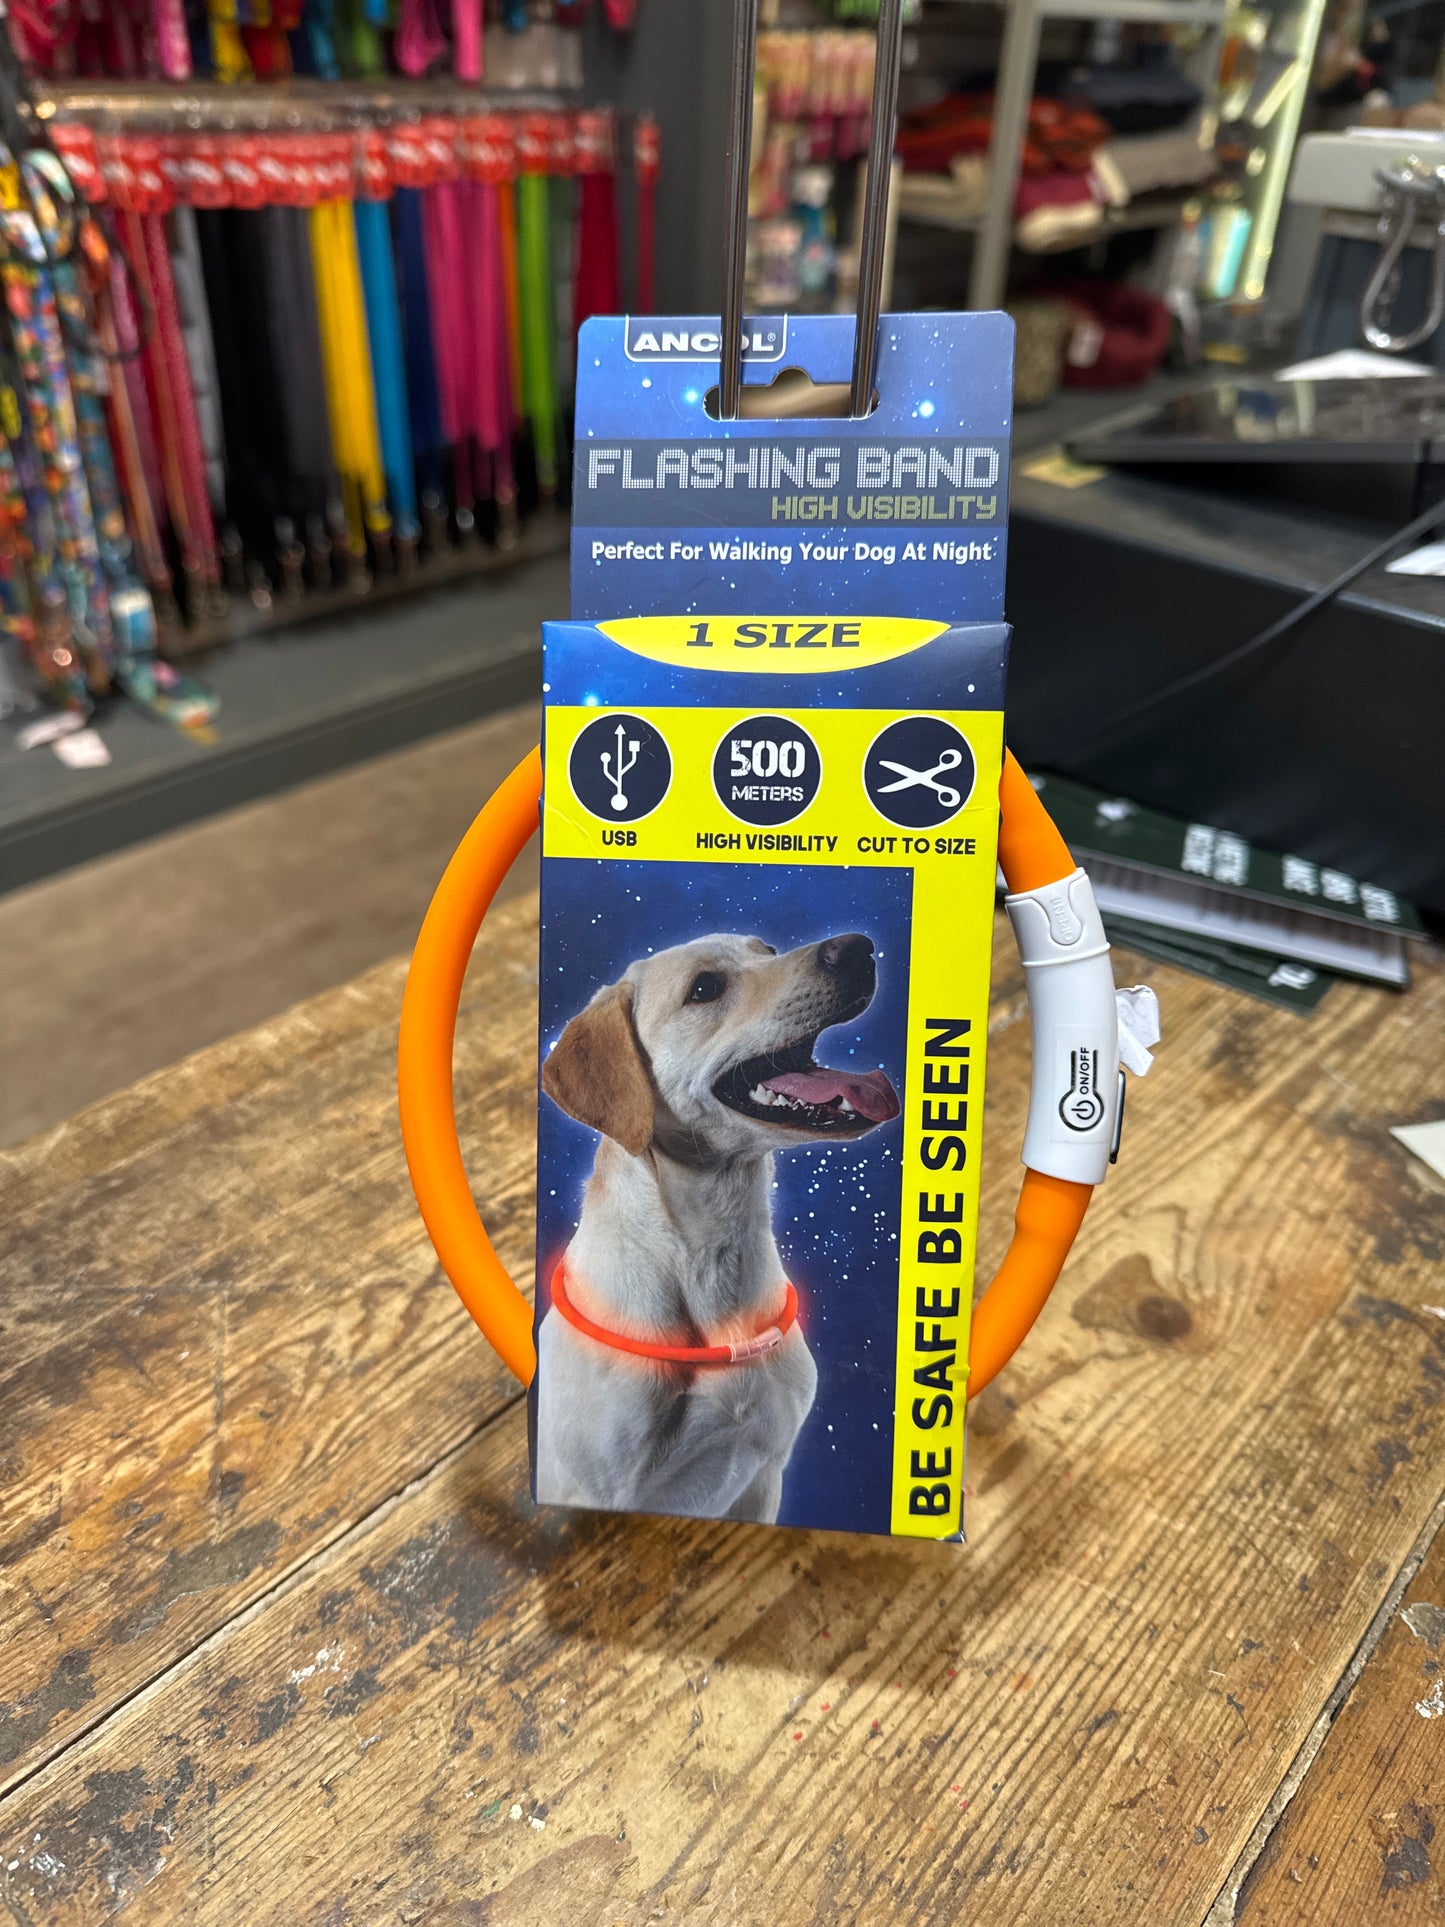 ANCOL®
FLASHING BAND
HIGH VISIBILITY
Perfect For Walking Your Dog At Night
1 SIZE
500
METERS
USB
HIGH VISIBILITY
CUT TO SIZE
BE SAFE BE SEEN
OPEN
ON/OFF